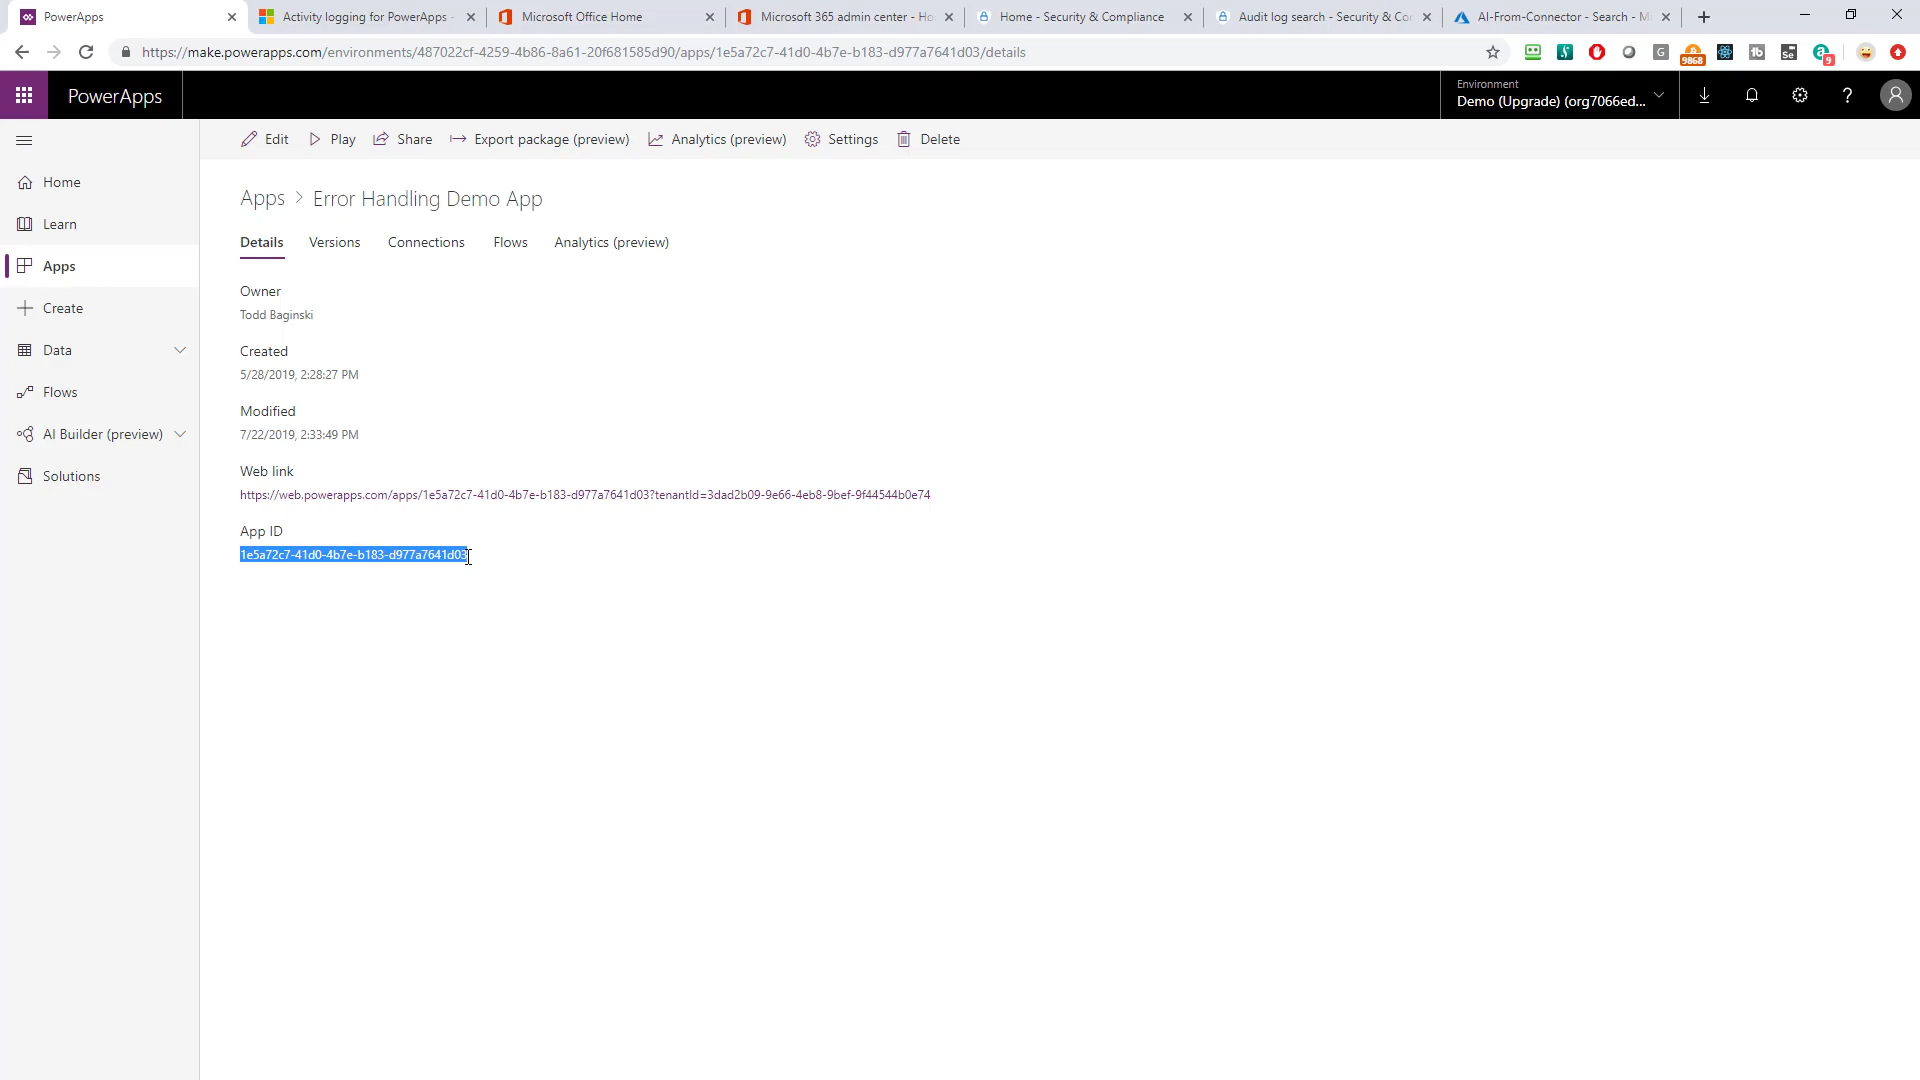 PowerApps
Activity logging for PowerApps -
Microsoft Office Home
Microsoft 365 admin center - Ho
Home - Security & Compliance
Audit log search - Security & Co
AI-From-Connector - Search - M
https://make.powerapps.com/environments/487022cf-4259-4b86-8a61-20f681585d90/apps/1e5a72c7-41d0-4b7e-b183-d977a7641d03/details
G
9868
tb
Se
a
9
PowerApps
Environment
Demo (Upgrade) (org7066ed...
?
Edit
Play
Share
Export package (preview)
Analytics (preview)
Settings
Delete
Home
Learn
Apps
Create
Data
Flows
AI Builder (preview)
Solutions
Apps > Error Handling Demo App
Details
Versions
Connections
Flows
Analytics (preview)
Owner
Todd Baginski
Created
5/28/2019, 2:28:27 PM
Modified
7/22/2019, 2:33:49 PM
Web link
https://web.powerapps.com/apps/1e5a72c7-41d0-4b7e-b183-d977a7641d03?tenantId=3dad2b09-9e66-4eb8-9bef-9f44544b0e74
App ID
1e5a72c7-41d0-4b7e-b183-d977a7641d03